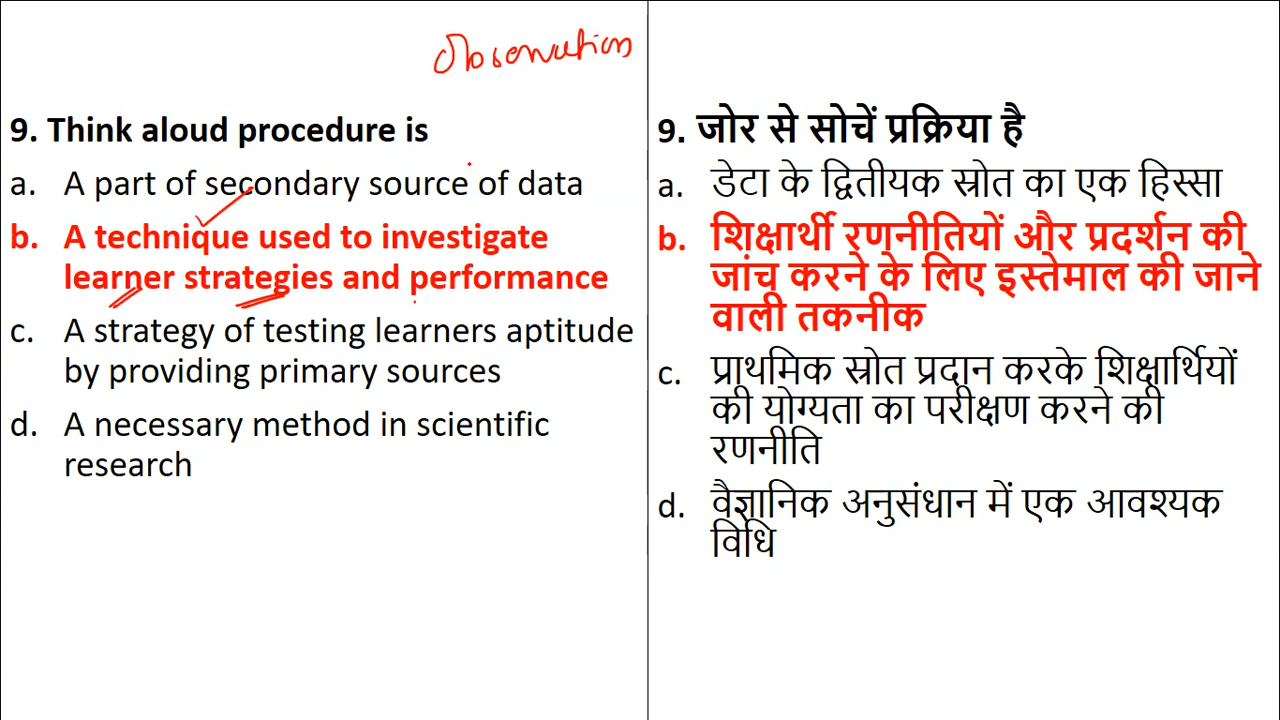 Observation
9. Think aloud procedure is
a. A part of secondary source of data
b. A technique used to investigate
learner strategies and performance
c. A strategy of testing learners aptitude
by providing primary sources
d. A necessary method in scientific
research
9. जोर से सोचें प्रक्रिया है
a. डेटा के द्वितीयक स्रोत का एक हिस्सा
b. शिक्षार्थी रणनीतियों और प्रदर्शन की
जांच करने के लिए इस्तेमाल की जाने
वाली तकनीक
c. प्राथमिक स्रोत प्रदान करके शिक्षार्थियों
की योग्यता का परीक्षण करने की
रणनीति
d. वैज्ञानिक अनुसंधान में एक आवश्यक
विधि